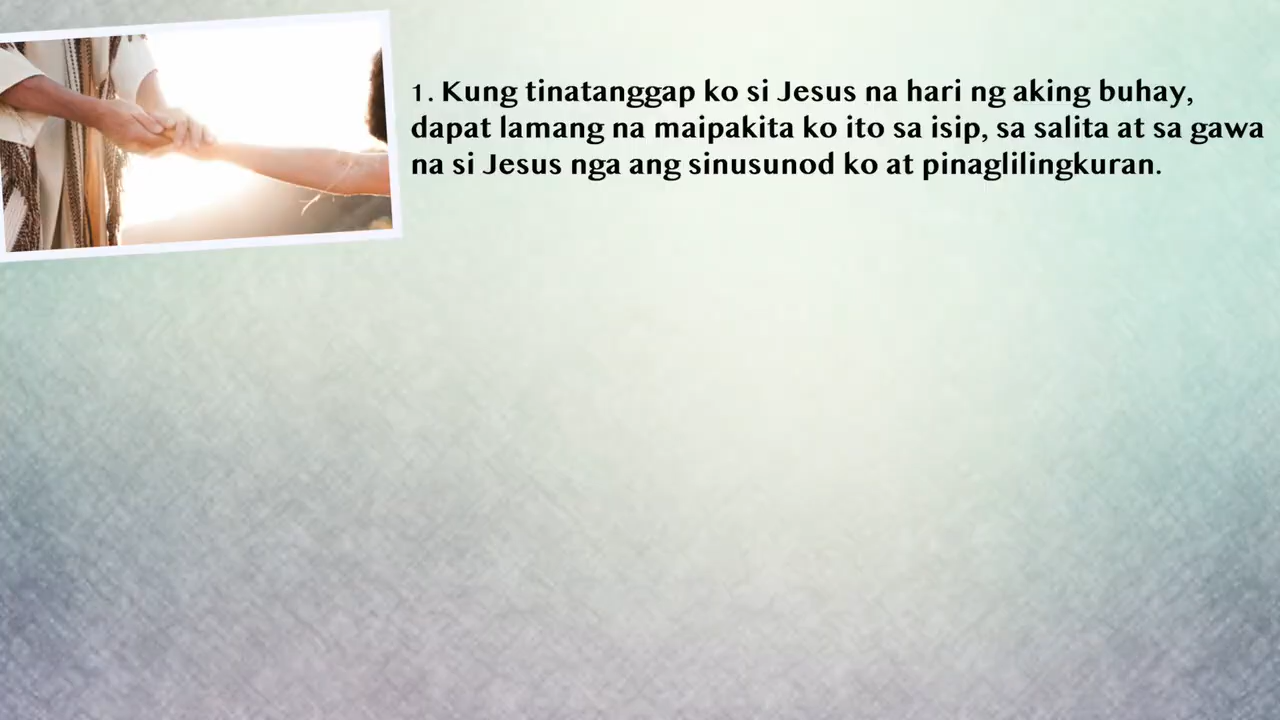 1. Kung tinatanggap ko si Jesus na hari ng aking buhay,
dapat lamang na maipakita ko ito sa isip, sa salita at sa gawa
na si Jesus nga ang sinusunod ko at pinaglilingkuran.